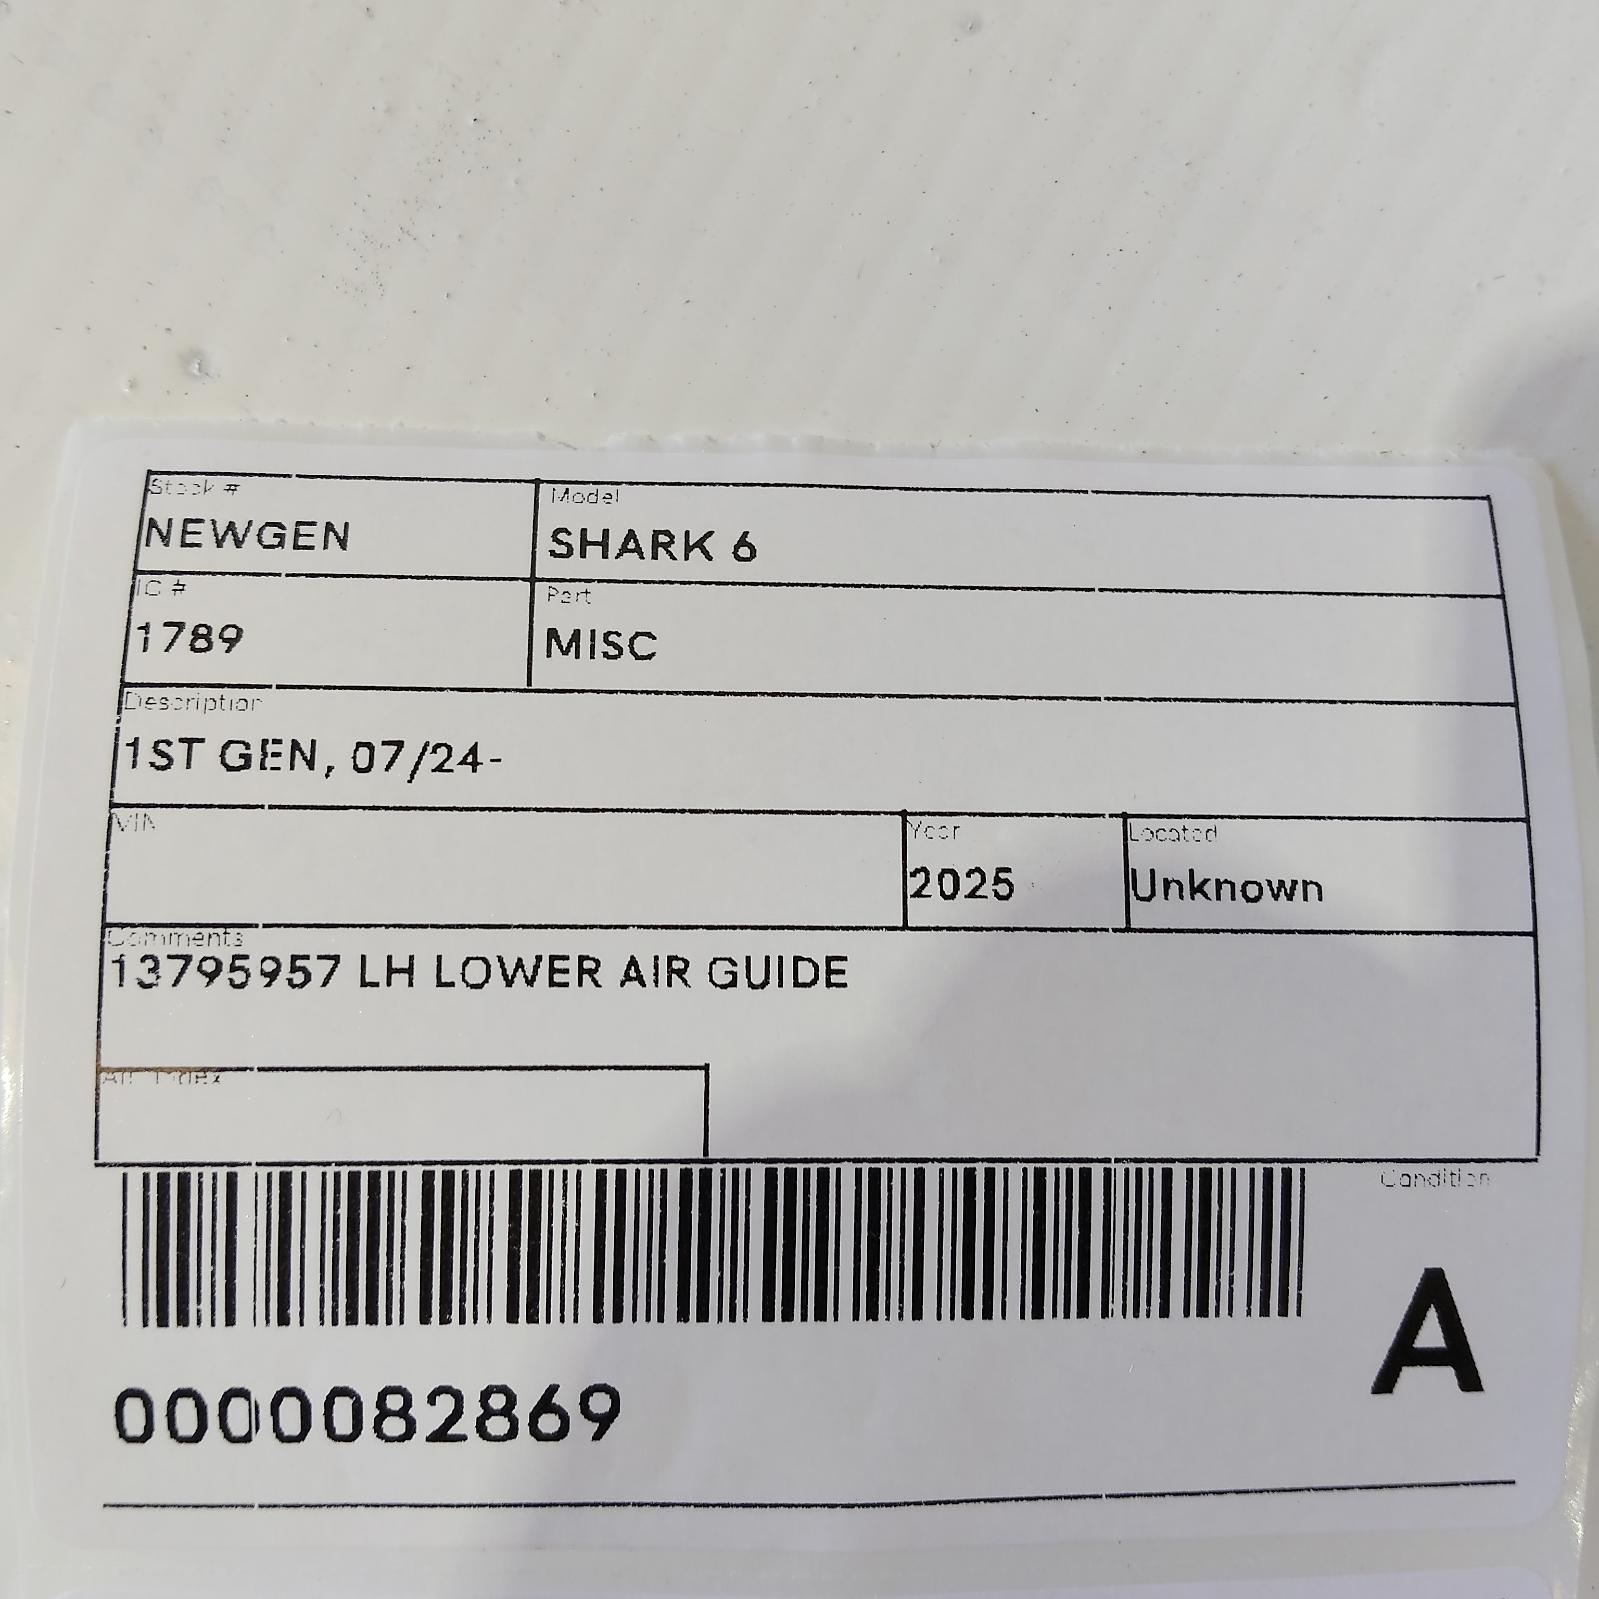 Stock #
NEWGEN
Model
SHARK 6
IC #
1789
Part
MISC
Description
1ST GEN, 07/24-
VIN
Year
2025
Located
Unknown
Comments
13795957 LH LOWER AIR GUIDE
Index
Condition
A
0000082869